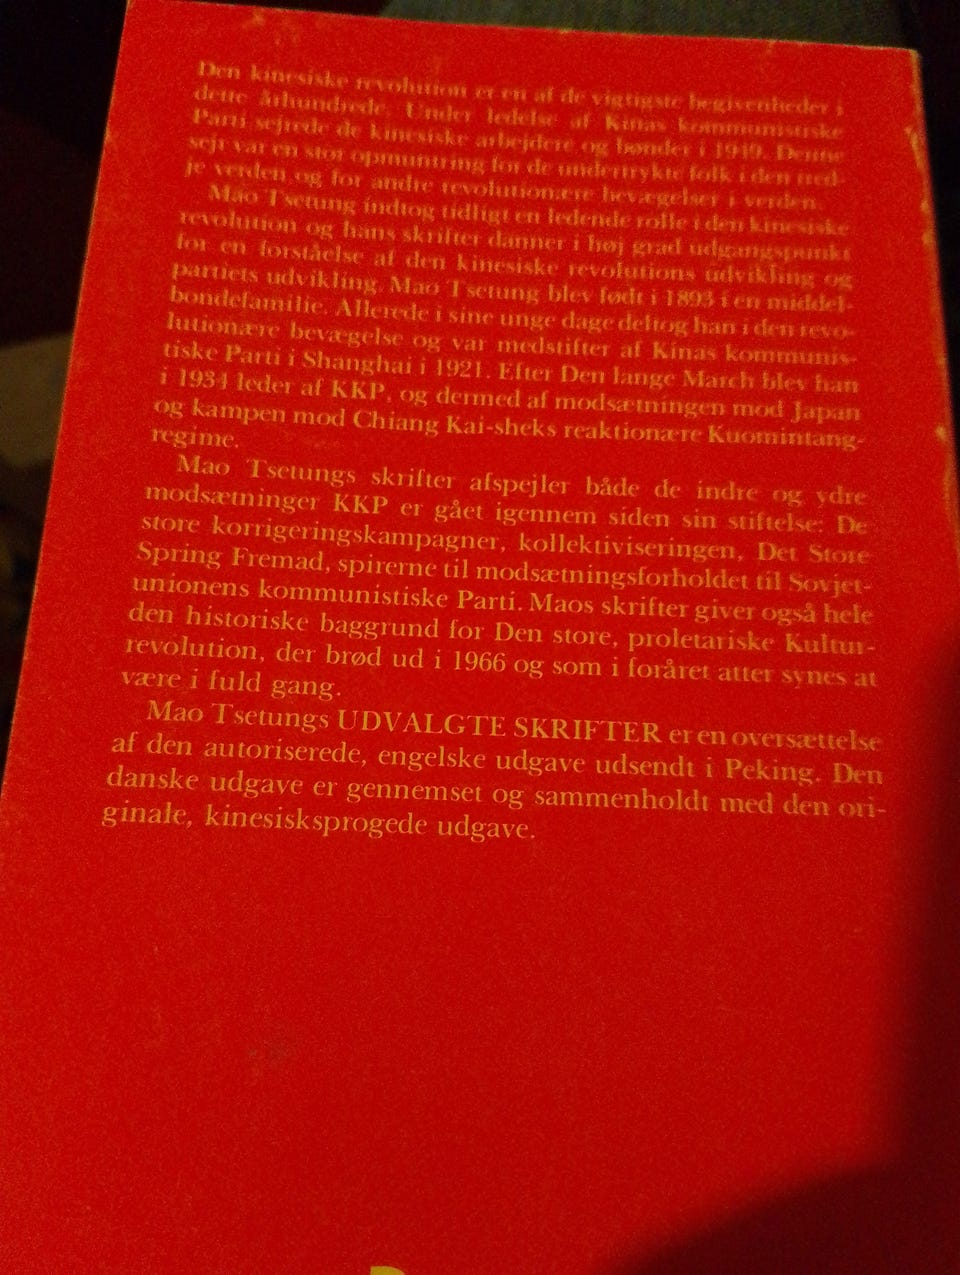 Den kinesiske revolution er en af de vigtigste begivenheder i
dette århundrede. Under ledelse af Kinas kommunistiske
Parti sejrede de kinesiske arbejdere og bønder i 1949. Denne
sejr var en stor opmuntring for de undertrykte folk i den tred-
je verden og for andre revolutionære bevægelser i verden.
Mao Tsetung indtog tidligt en ledende rolle i den kinesiske
revolution og hans skrifter danner i høj grad udgangspunkt
for en forståelse af den kinesiske revolutions udvikling og
partiets udvikling. Mao Tsetung blev født i 1893 i en middel-
bondefamilie. Allerede i sine unge dage deltog han i den revo-
lutionære bevægelse og var medstifter af Kinas kommunis-
tiske Parti i Shanghai i 1921. Efter Den lange March blev han
i 1934 leder af KKP, og dermed af modsætningen mod Japan
og kampen mod Chiang Kai-sheks reaktionære Kuomintang-
regime.
Mao Tsetungs skrifter afspejler både de indre og ydre
modsætninger KKP er gået igennem siden sin stiftelse: De
store korrigeringskampagner, kollektiviseringen, Det Store
Spring Fremad, spirerne til modsætningsforholdet til Sovjet-
unionens kommunistiske Parti. Maos skrifter giver også hele
den historiske baggrund for Den store, proletariske Kultur-
revolution, der brød ud i 1966 og som i foråret atter synes at
være i fuld gang.
Mao Tsetungs UDVALGTE SKRIFTER er en oversættelse
af den autoriserede, engelske udgave udsendt i Peking. Den
danske udgave er gennemset og sammenholdt med den ori-
ginale, kinesisksprogede udgave.